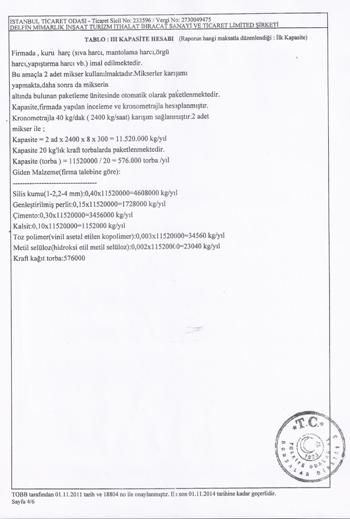 İSTANBUL TİCARET ODASI - Ticaret Sicil No: 233596 / Vergi No: 2730049475
DELFİN MİMARLIK İNŞAAT TURİZM İTHALAT İHRACAT SANAYİ VE TİCARET LİMİTED ŞİRKETİ
TABLO : III KAPASİTE HESABI (Raporun hangi maksatla düzenlendiği : İlk Kapasite)
Firmada , kuru harç (sıva harcı, mantolama harcı,örgü
harcı,yapıştırma harcı vb.) imal edilmektedir.
Bu amaçla 2 adet mikser kullanılmaktadır.Mikserler karışımı
yapmakta,daha sonra da mikserin
altında bulunan paketleme ünitesinde otomatik olarak paketlenmektedir.
Kapasite,firmada yapılan inceleme ve kronometrajla hesaplanmıştır.
Kronometrajla 40 kg/dak ( 2400 kg/saat) karışım sağlanmıştır.2 adet
mikser ile ;
Kapasite = 2 ad x 2400 x 8 x 300 = 11.520.000 kg/yıl
Kapasite 20 kg'lık kraft torbalarda paketlenmektedir.
Kapasite (torba ) = 11520000 / 20 = 576.000 torba /yıl
Giden Malzeme(firma talebine göre):
---------------------------------
Silis kumu(1-2,2-4 mm):0,40x11520000=4608000 kg/yıl
Genleştirilmiş perlit:0,15x11520000=1728000 kg/yıl
Çimento:0,30x11520000=3456000 kg/yıl
Kalsit:0,10x11520000=1152000 kg/yıl
Toz polimer(vinil asetal etilen kopolimer):0,003x11520000=34560 kg/yıl
Metil selüloz(hidroksi etil metil selüloz):0,002x11520000=23040 kg/yıl
Kraft kağıt torba:576000
T.C.
TÜRKİYE ODALAR
BORSALAR BİRLİĞİ
TOBB tarafından 01.11.2011 tarih ve 18804 no ile onaylanmıştır. 01.11.2014 tarihine kadar geçerlidir.
Sayfa 4/6